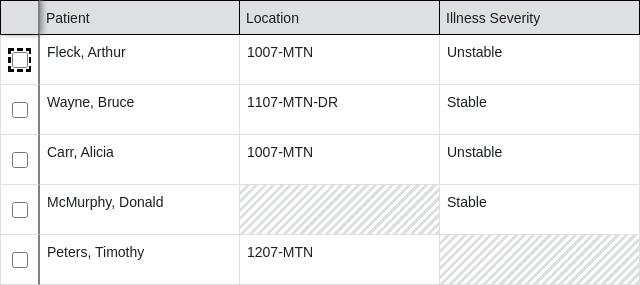 Patient Location Illness Severity
Fleck, Arthur 1007-MTN Unstable
Wayne, Bruce 1107-MTN-DR Stable
Carr, Alicia 1007-MTN Unstable
McMurphy, Donald Stable
Peters, Timothy 1207-MTN